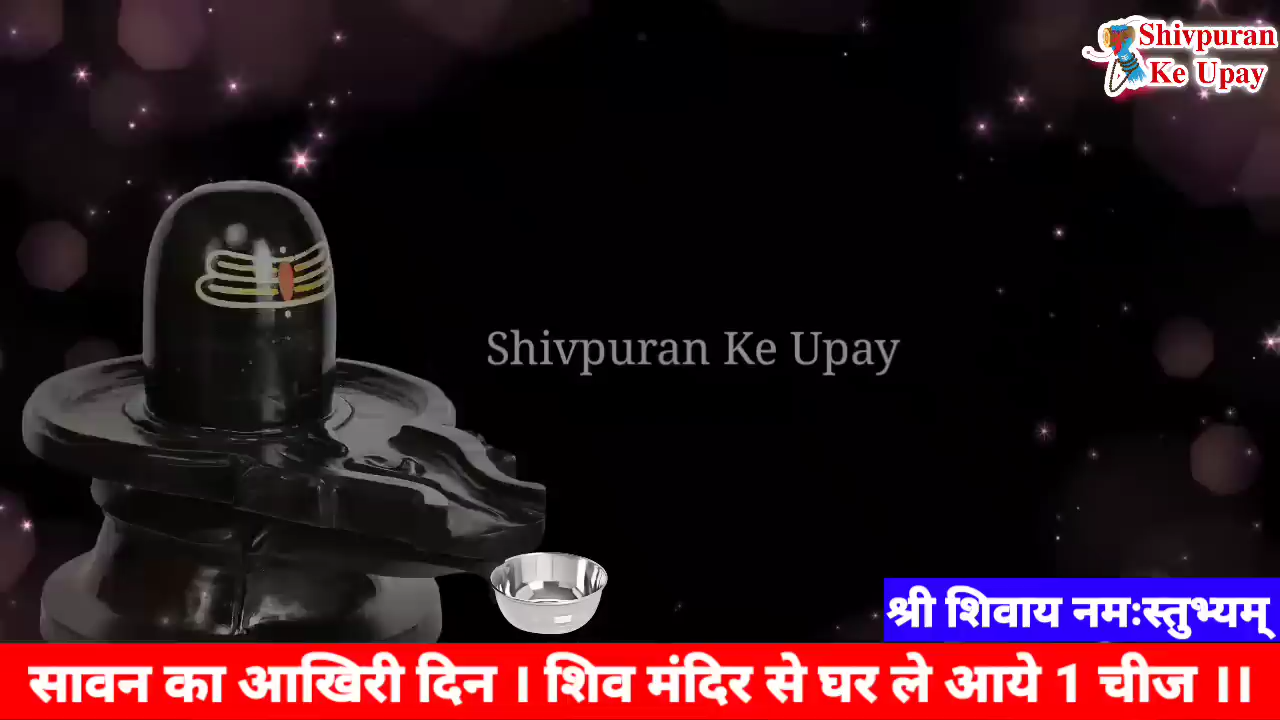 Shivpuran
Ke Upay
Shivpuran Ke Upay
श्री शिवाय नमःस्तुभ्यम्
सावन का आखिरी दिन । शिव मंदिर से घर ले आये 1 चीज ।।